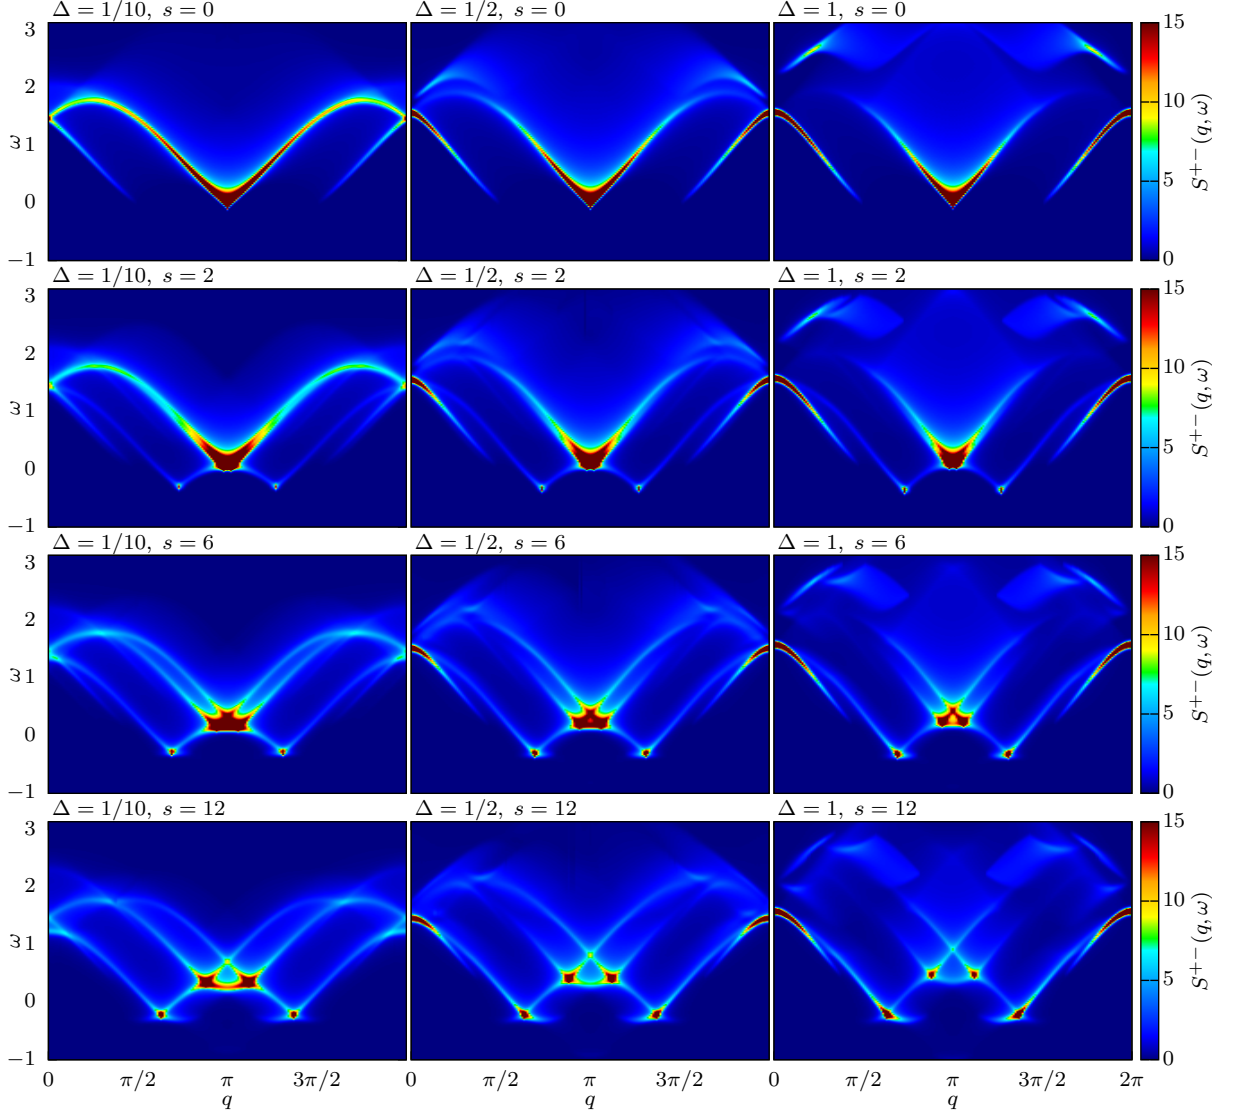 Δ = 1/10, s = 0
Δ = 1/2, s = 0
Δ = 1, s = 0
3
2
1
0
−1
ω
15
10
5
0
S⁺⁻(q, ω)
Δ = 1/10, s = 2
Δ = 1/2, s = 2
Δ = 1, s = 2
3
2
1
0
−1
ω
15
10
5
0
S⁺⁻(q, ω)
Δ = 1/10, s = 6
Δ = 1/2, s = 6
Δ = 1, s = 6
3
2
1
0
−1
ω
15
10
5
0
S⁺⁻(q, ω)
Δ = 1/10, s = 12
Δ = 1/2, s = 12
Δ = 1, s = 12
3
2
1
0
−1
ω
15
10
5
0
S⁺⁻(q, ω)
0 π/2 π 3π/2 0 π/2 π 3π/2 0 π/2 π 3π/2 2π
q q q